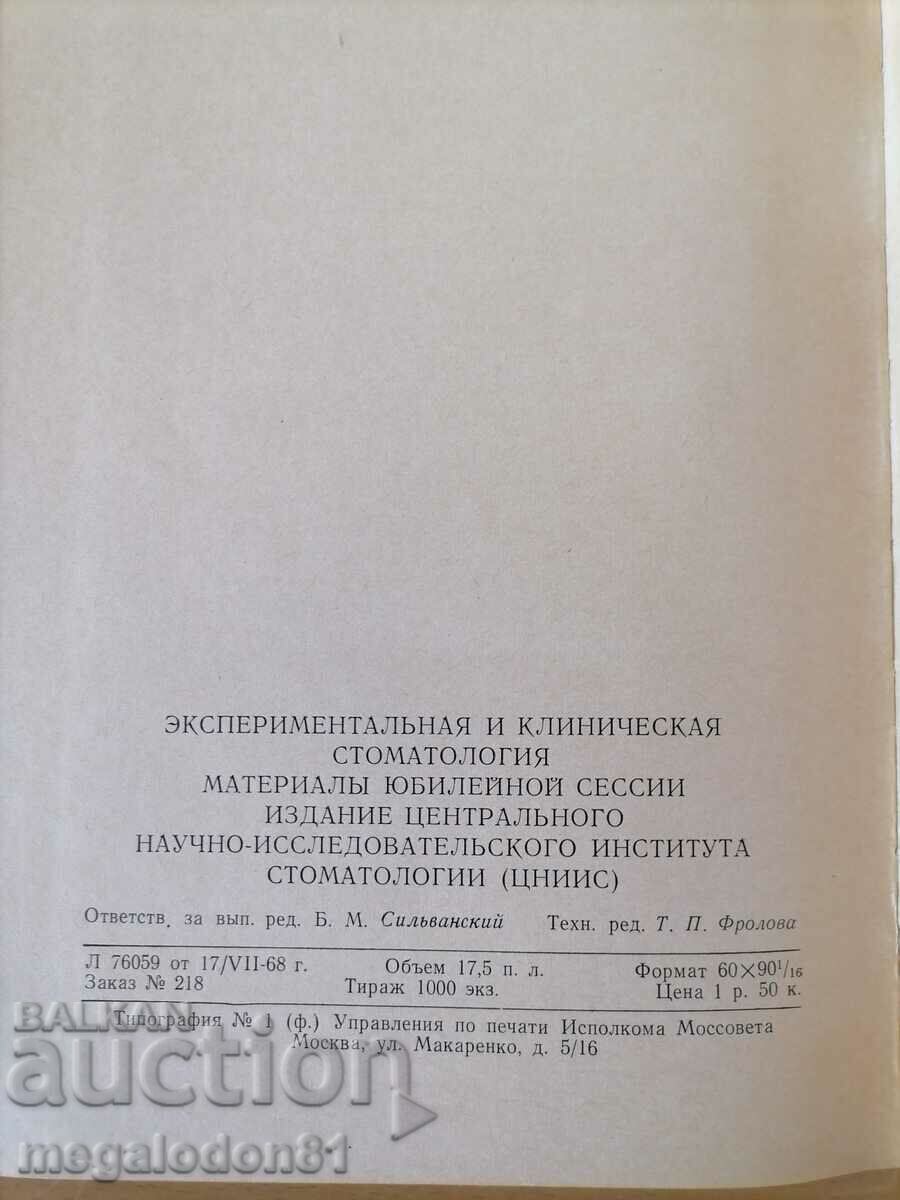 ЭКСПЕРИМЕНТАЛЬНАЯ И КЛИНИЧЕСКАЯ
СТОМАТОЛОГИЯ
МАТЕРИАЛЫ ЮБИЛЕЙНОЙ СЕССИИ
ИЗДАНИЕ ЦЕНТРАЛЬНОГО
НАУЧНО-ИССЛЕДОВАТЕЛЬСКОГО ИНСТИТУТА
СТОМАТОЛОГИИ (ЦНИИС)
Ответств. за вып. ред. Б. М. Сильванский Техн. ред. Т. П. Фролова
Л 76059 от 17/VII-68 г. Объем 17,5 п. л. Формат 60×90¹/₁₆
Заказ № 218 Тираж 1000 экз. Цена 1 р. 50 к.
Типография № 1 (ф.) Управления по печати Исполкома Моссовета
Москва, ул. Макаренко, д. 5/16
BALKAN
auction
megalodon81